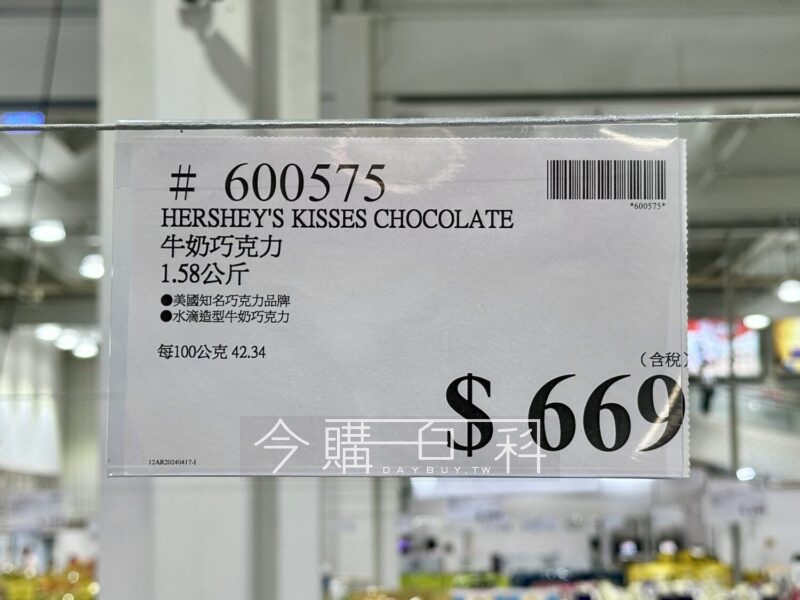 # 600575
*600575*
HERSHEY'S KISSES CHOCOLATE
牛奶巧克力
1.58公斤
●美國知名巧克力品牌
●水滴造型牛奶巧克力
每100公克 42.34
(含稅)
$ 669
12AR20240417-I
今購百科
DAYBUY.TW